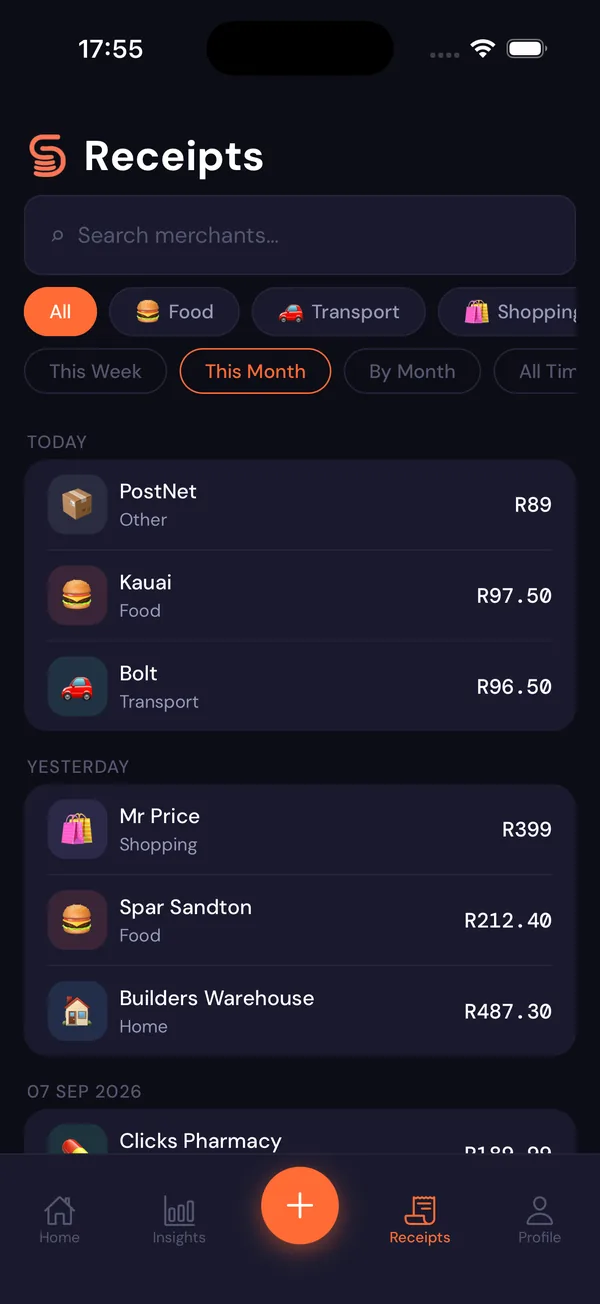 17:55
Receipts
Search merchants...
All
Food
Transport
Shopping
This Week
This Month
By Month
All Tim
TODAY
PostNet
Other
R89
Kauai
Food
R97.50
Bolt
Transport
R96.50
YESTERDAY
Mr Price
Shopping
R399
Spar Sandton
Food
R212.40
Builders Warehouse
Home
R487.30
07 SEP 2026
Clicks Pharmacy
Home
Insights
Receipts
Profile